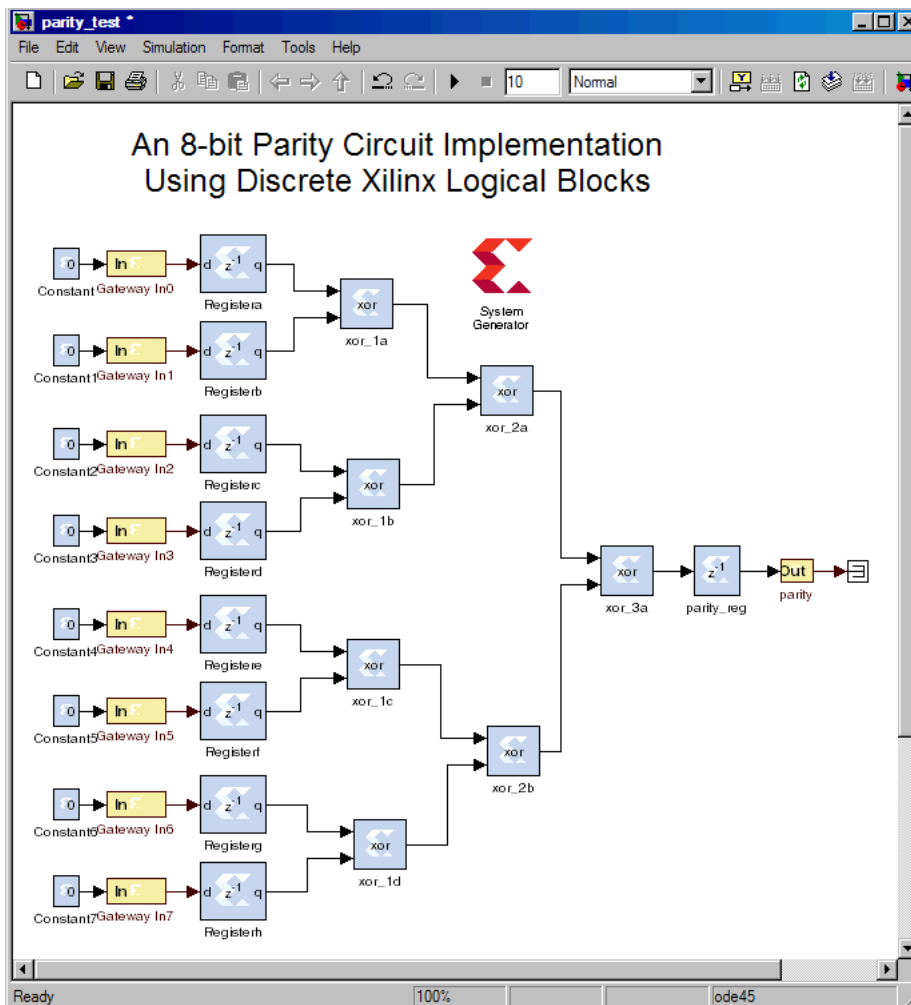 parity_test *
File Edit View Simulation Format Tools Help
10 Normal
An 8-bit Parity Circuit Implementation
Using Discrete Xilinx Logical Blocks
0 In d z-1 q
Constant Gateway In0 Registera
xor
xor_1a
System
Generator
0 In d z-1 q
Constant1 Gateway In1 Registerb
xor
xor_2a
0 In d z-1 q
Constant2 Gateway In2 Registerc
xor
xor_1b
0 In d z-1 q
Constant3 Gateway In3 Registerd
xor z-1 Out
xor_3a parity_reg parity
0 In d z-1 q
Constant4 Gateway In4 Registere
xor
xor_1c
0 In d z-1 q
Constant5 Gateway In5 Registerf
xor
xor_2b
0 In d z-1 q
Constant6 Gateway In6 Registerg
xor
xor_1d
0 In d z-1 q
Constant7 Gateway In7 Registerh
Ready 100% ode45